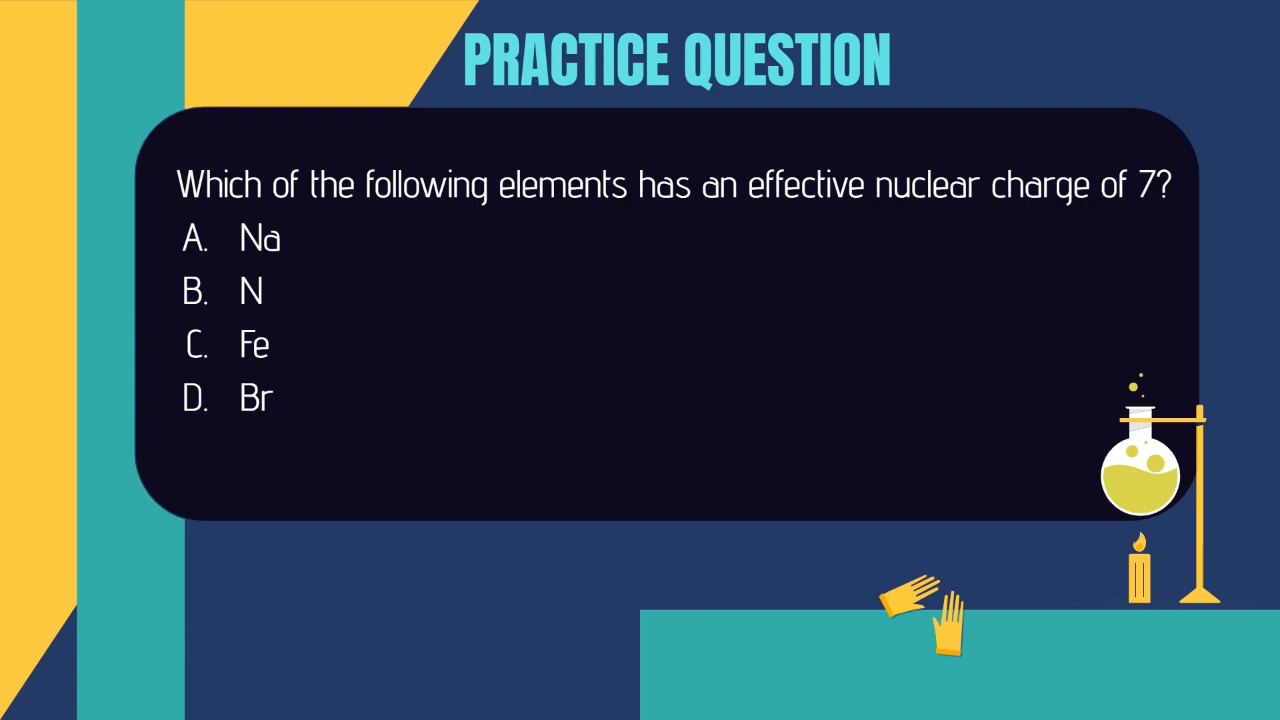 PRACTICE QUESTION
Which of the following elements has an effective nuclear charge of 7?
A. Na
B. N
C. Fe
D. Br